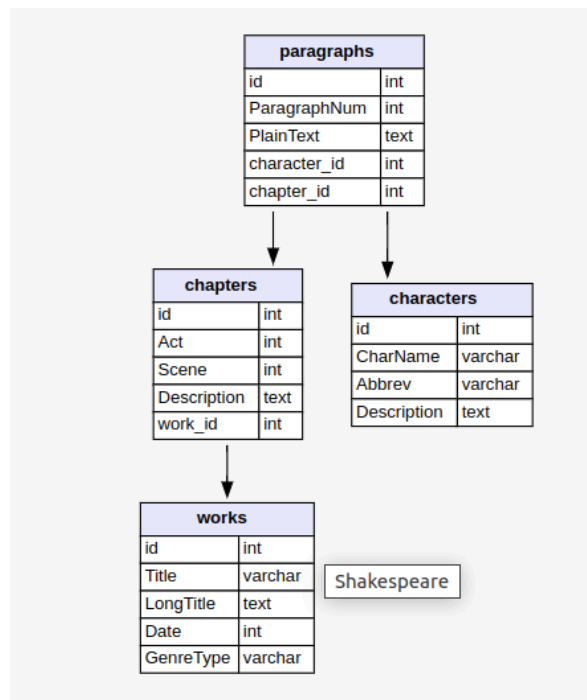 paragraphs
id int
ParagraphNum int
PlainText text
character_id int
chapter_id int
chapters
id int
Act int
Scene int
Description text
work_id int
characters
id int
CharName varchar
Abbrev varchar
Description text
works
id int
Title varchar
LongTitle text
Date int
GenreType varchar
Shakespeare